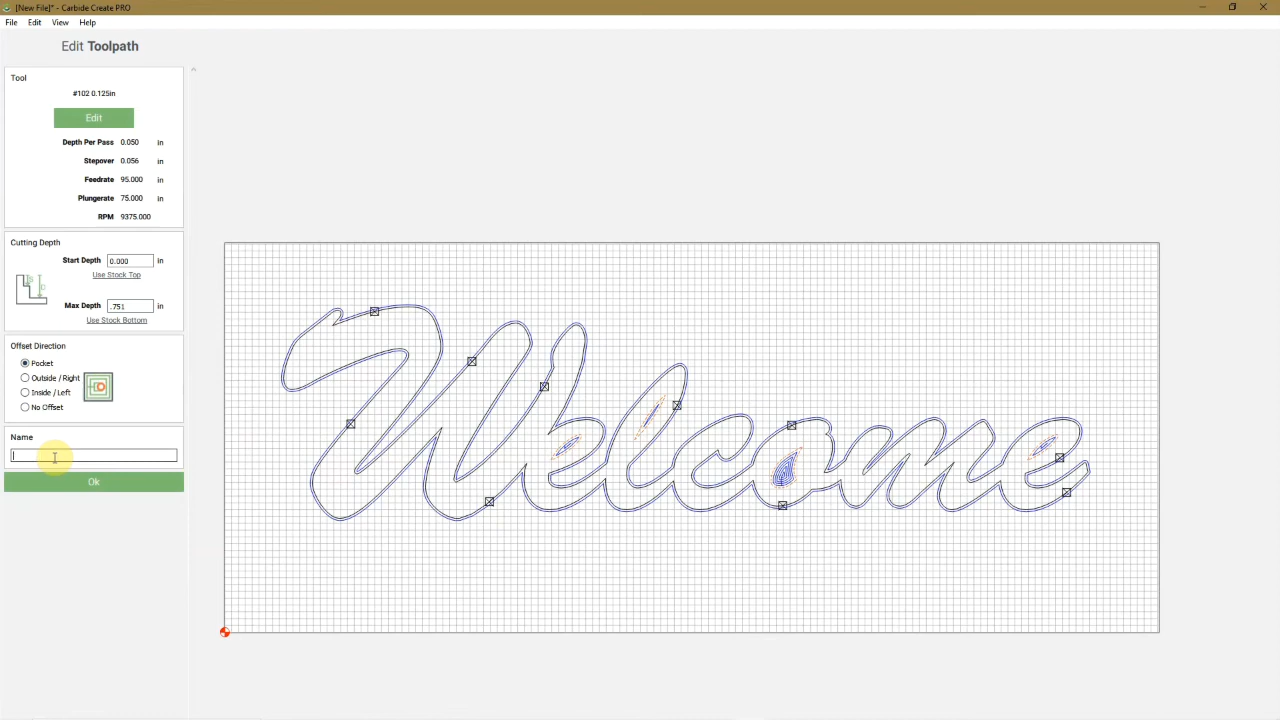 [New File]* - Carbide Create PRO
File Edit View Help
Edit Toolpath
Tool
#102 0.125in
Edit
Depth Per Pass 0.050 in
Stepover 0.056 in
Feedrate 95.000 in
Plungerate 75.000 in
RPM 9375.000
Cutting Depth
Start Depth 0.000 in
Use Stock Top
Max Depth .751 in
Use Stock Bottom
Offset Direction
Pocket
Outside / Right
Inside / Left
No Offset
Name
Ok
Welcome